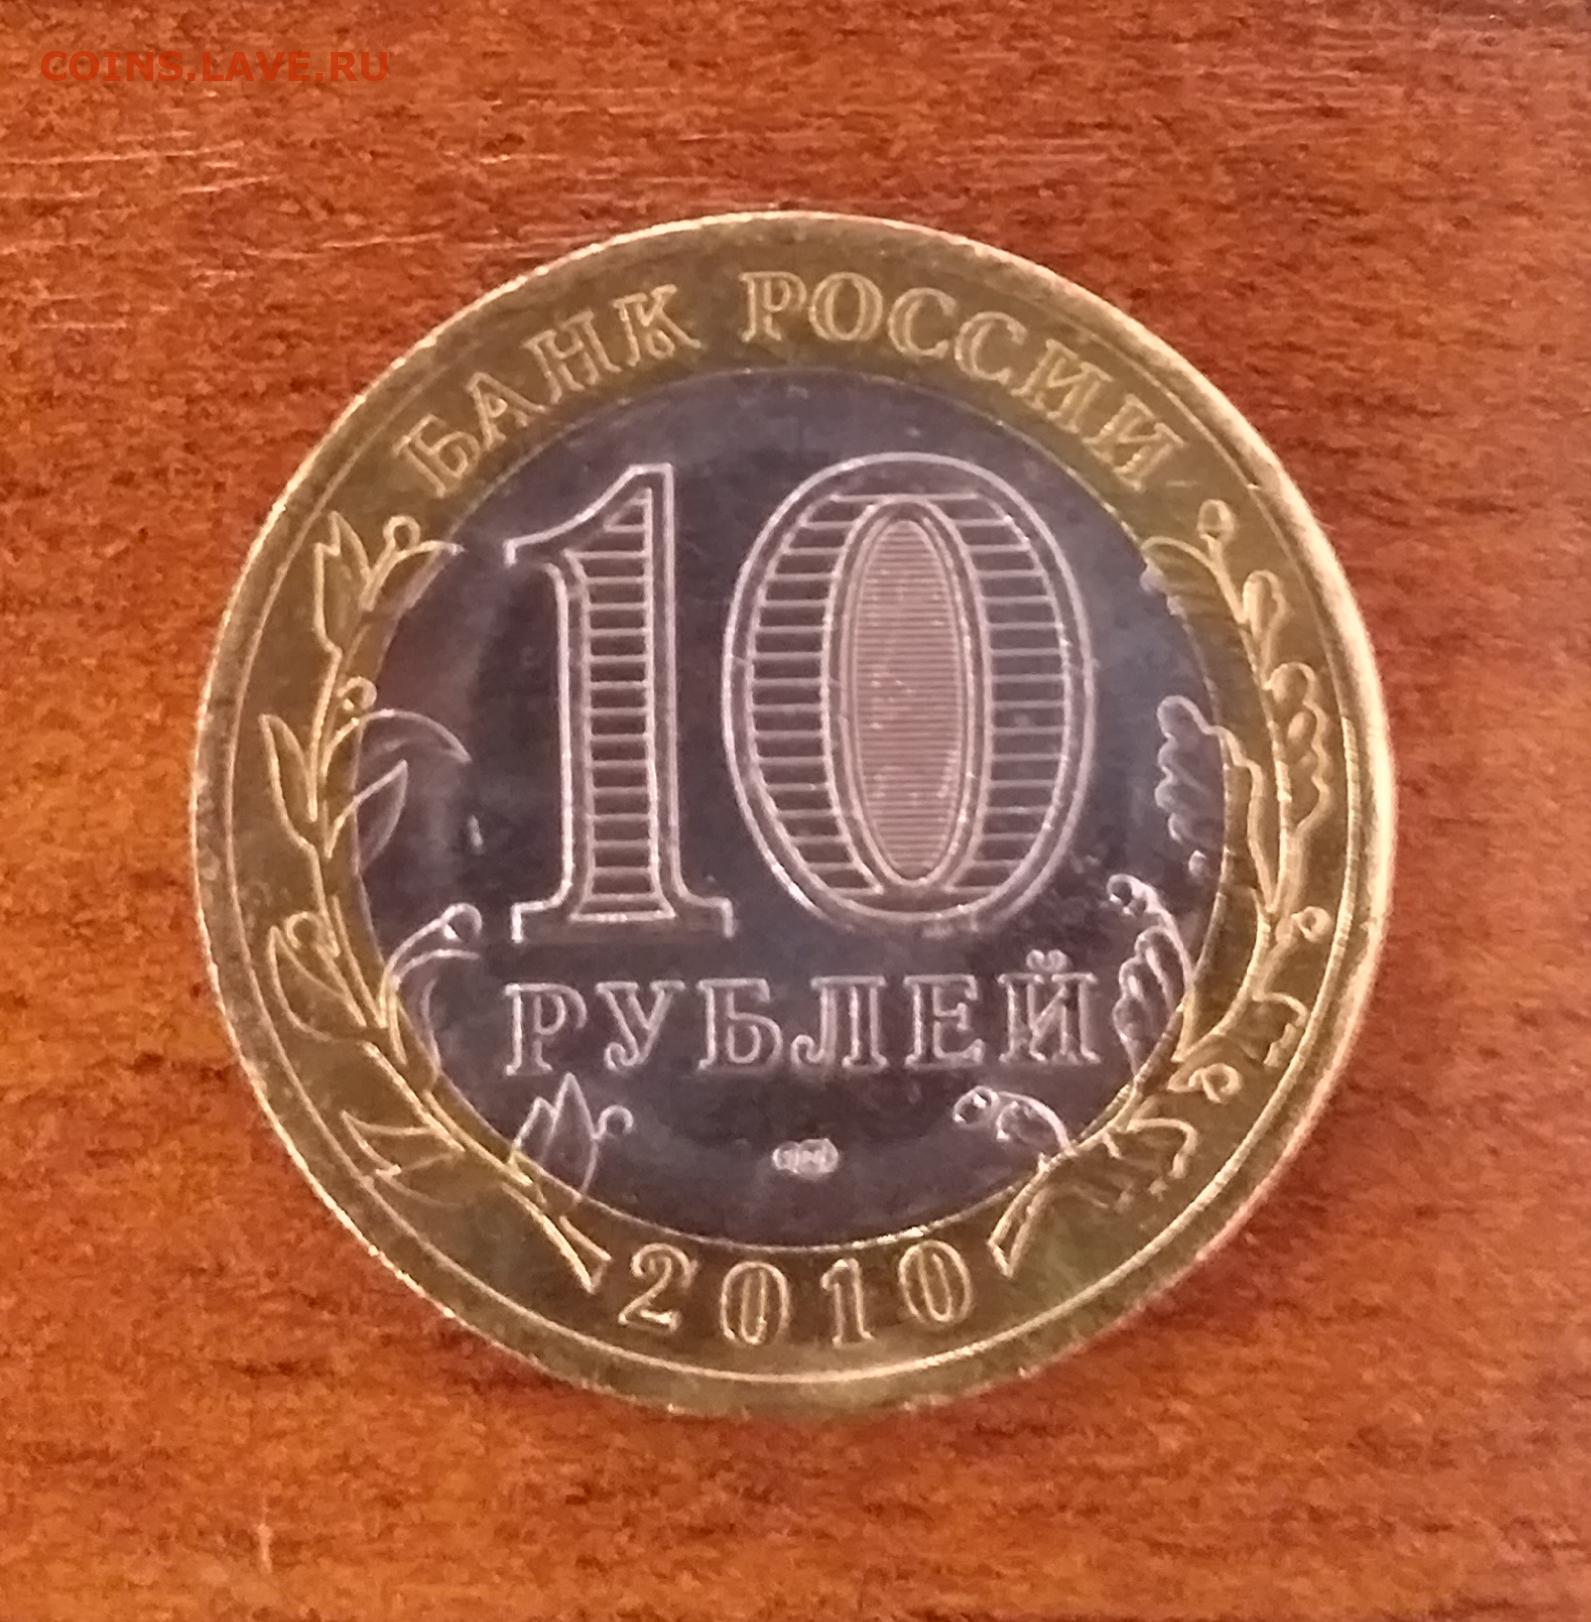 COINS.LAVE.RU
БАНК РОССИИ
10
РУБЛЕЙ
2010